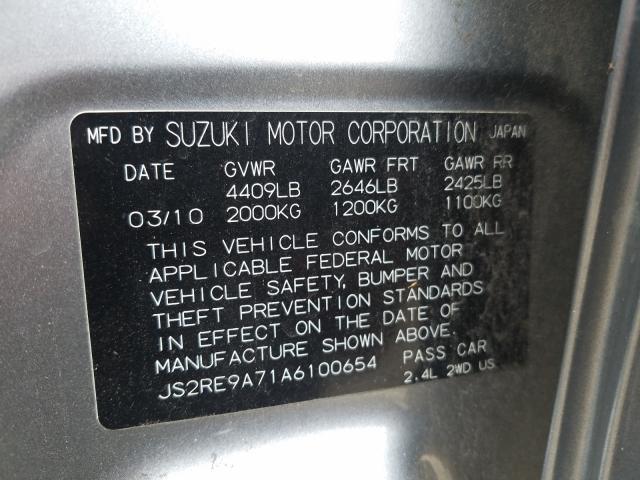 MFD BY SUZUKI MOTOR CORPORATION JAPAN
DATE GVWR GAWR FRT GAWR RR
4409LB 2646LB 2425LB
03/10 2000KG 1200KG 1100KG
THIS VEHICLE CONFORMS TO ALL
APPLICABLE FEDERAL MOTOR
VEHICLE SAFETY, BUMPER AND
THEFT PREVENTION STANDARDS
IN EFFECT ON THE DATE OF
MANUFACTURE SHOWN ABOVE.
JS2RE9A71A6100654 PASS CAR
2.4L 2WD US